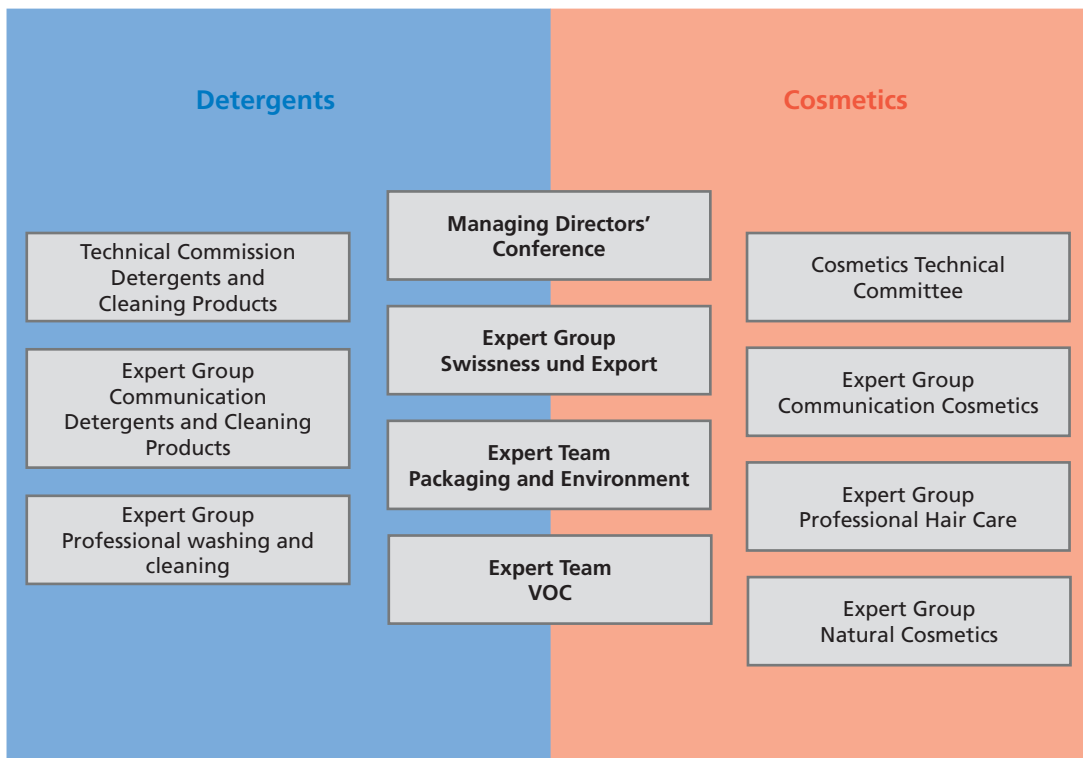 Detergents
Cosmetics
Technical Commission
Detergents and
Cleaning Products
Expert Group
Communication
Detergents and Cleaning
Products
Expert Group
Professional washing and
cleaning
Managing Directors’
Conference
Expert Group
Swissness und Export
Expert Team
Packaging and Environment
Expert Team
VOC
Cosmetics Technical
Committee
Expert Group
Communication Cosmetics
Expert Group
Professional Hair Care
Expert Group
Natural Cosmetics